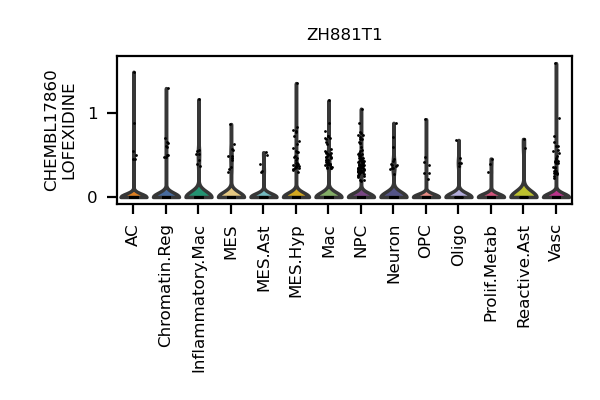 ZH881T1
CHEMBL17860
LOFEXIDINE
1
0
AC
Chromatin.Reg
Inflammatory.Mac
MES
MES.Ast
MES.Hyp
Mac
NPC
Neuron
OPC
Oligo
Prolif.Metab
Reactive.Ast
Vasc